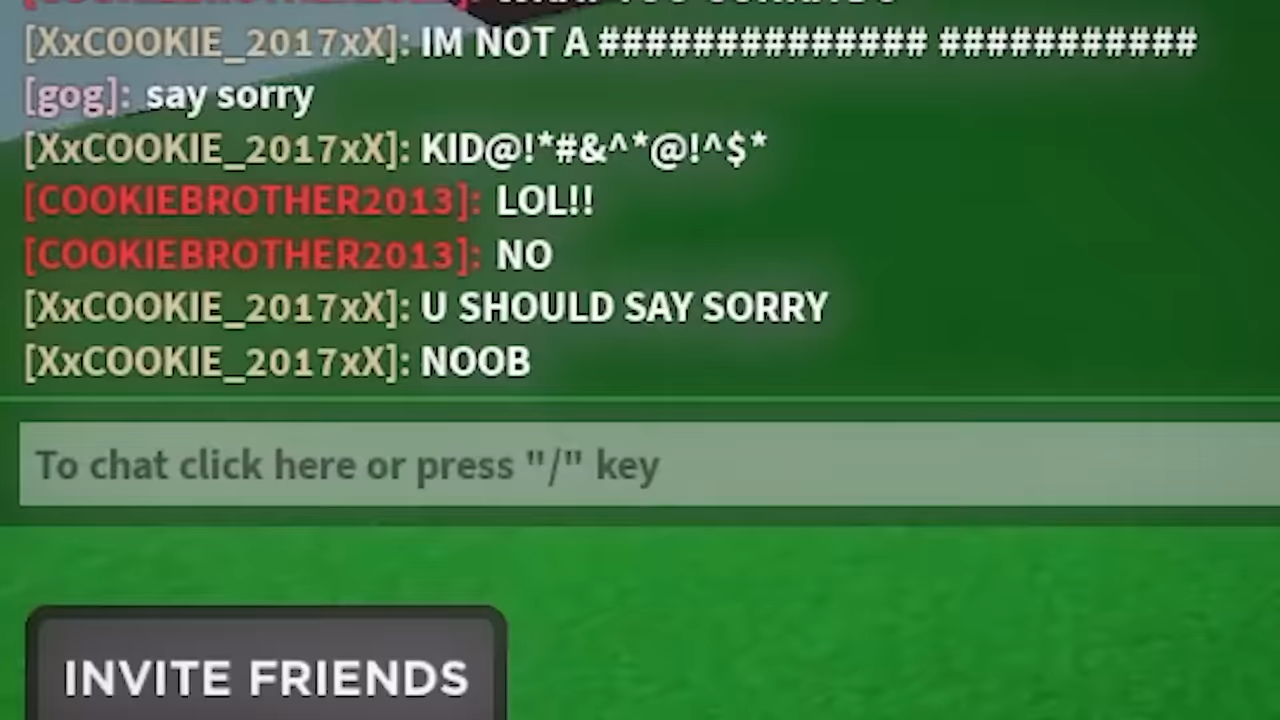 [XxCOOKIE_2017xX]: IM NOT A ############## ###########
[gog]: say sorry
[XxCOOKIE_2017xX]: KID@!*#&^*@!^$*
[COOKIEBROTHER2013]: LOL!!
[COOKIEBROTHER2013]: NO
[XxCOOKIE_2017xX]: U SHOULD SAY SORRY
[XxCOOKIE_2017xX]: NOOB
To chat click here or press "/" key
INVITE FRIENDS